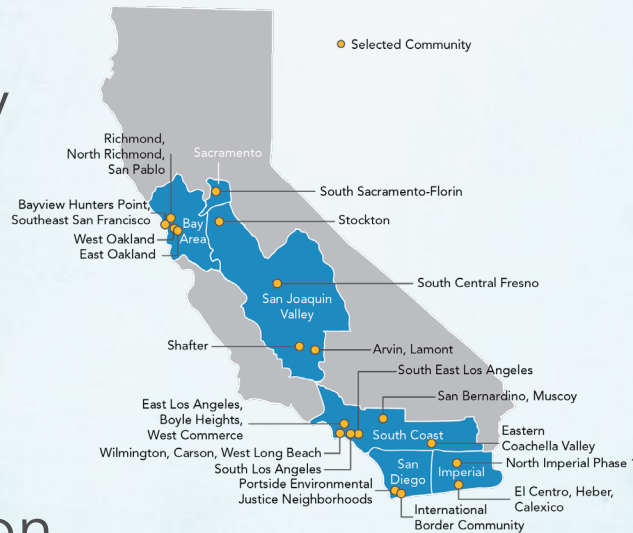 y
Selected Community
Richmond,
North Richmond,
San Pablo
Sacramento
South Sacramento-Florin
Bayview Hunters Point,
Southeast San Francisco
Bay
Area
Stockton
West Oakland
East Oakland
South Central Fresno
San Joaquin
Valley
Shafter
Arvin, Lamont
South East Los Angeles
San Bernardino, Muscoy
East Los Angeles,
Boyle Heights,
West Commerce
South Coast
Eastern
Coachella Valley
Wilmington, Carson, West Long Beach
South Los Angeles
San
Diego
Imperial
North Imperial Phase 1
Portside Environmental
Justice Neighborhoods
El Centro, Heber,
Calexico
International
Border Community
on